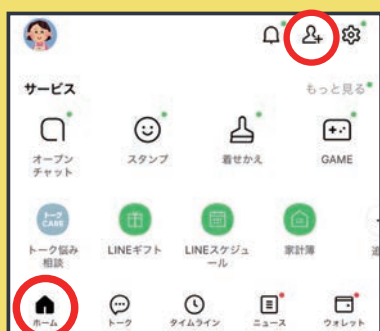 サービス
もっと見る
オープン
チャット
スタンプ
着せかえ
GAME
トーク
CARE
トーク悩み
相談
LINEギフト
LINEスケジュ
ール
家計簿
追
ホーム
トーク
タイムライン
ニュース
ウォレット